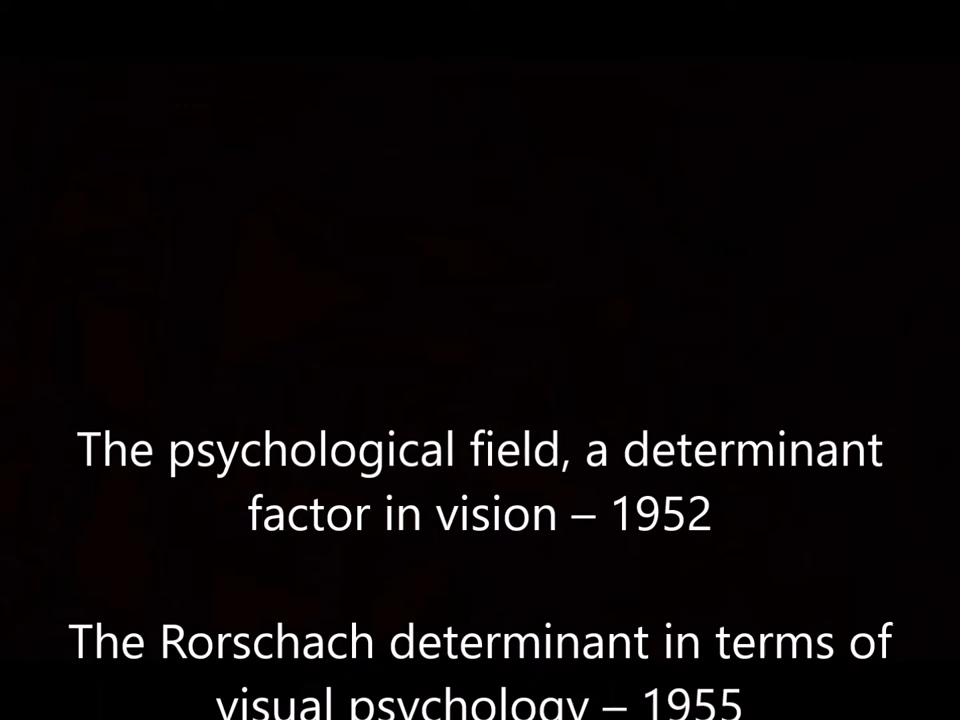 The psychological field, a determinant
factor in vision – 1952
The Rorschach determinant in terms of
visual psychology – 1955